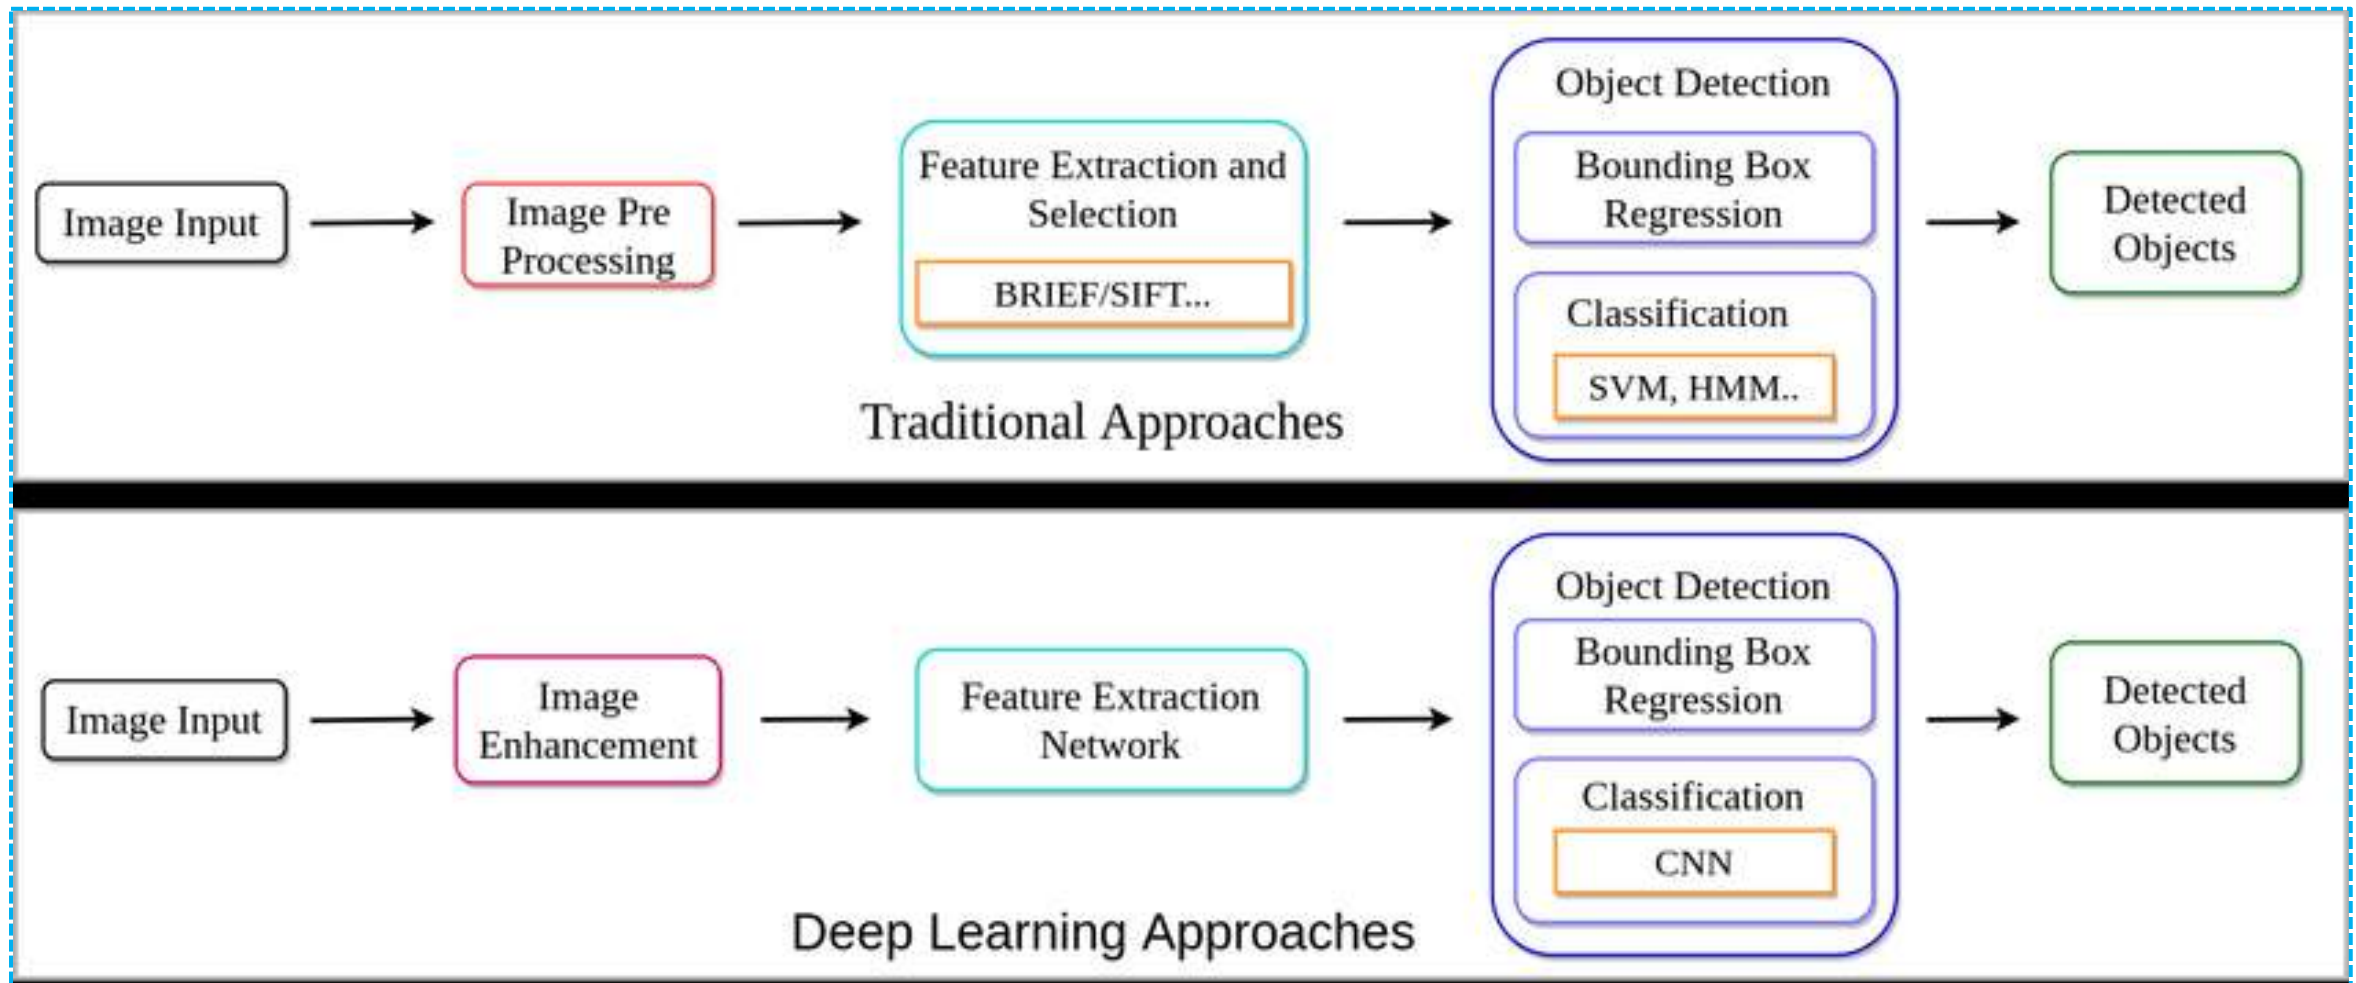 Image Input
Image Pre
Processing
Feature Extraction and
Selection
BRIEF/SIFT...
Object Detection
Bounding Box
Regression
Classification
SVM, HMM..
Detected
Objects
Traditional Approaches
Image Input
Image
Enhancement
Feature Extraction
Network
Object Detection
Bounding Box
Regression
Classification
CNN
Detected
Objects
Deep Learning Approaches